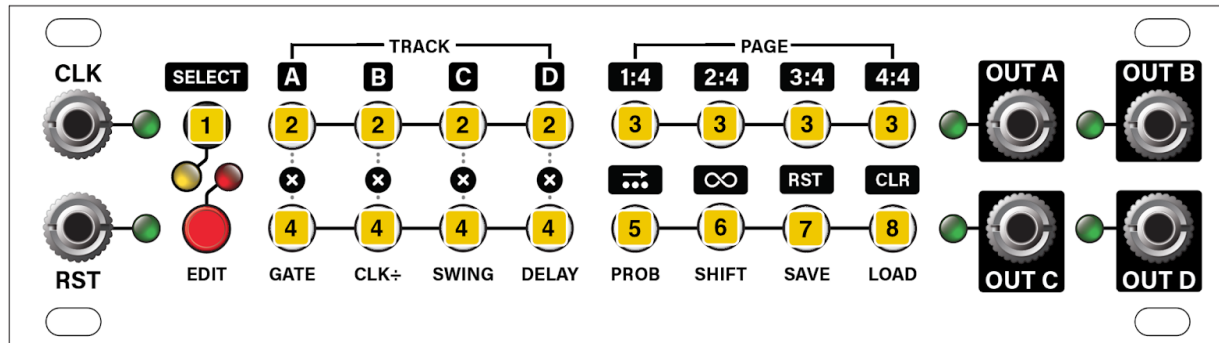 TRACK PAGE
CLK SELECT A B C D 1:4 2:4 3:4 4:4 OUT A OUT B
1 2 2 2 2 3 3 3 3
∞ RST CLR
4 4 4 4 5 6 7 8
RST EDIT GATE CLK÷ SWING DELAY PROB SHIFT SAVE LOAD OUT C OUT D